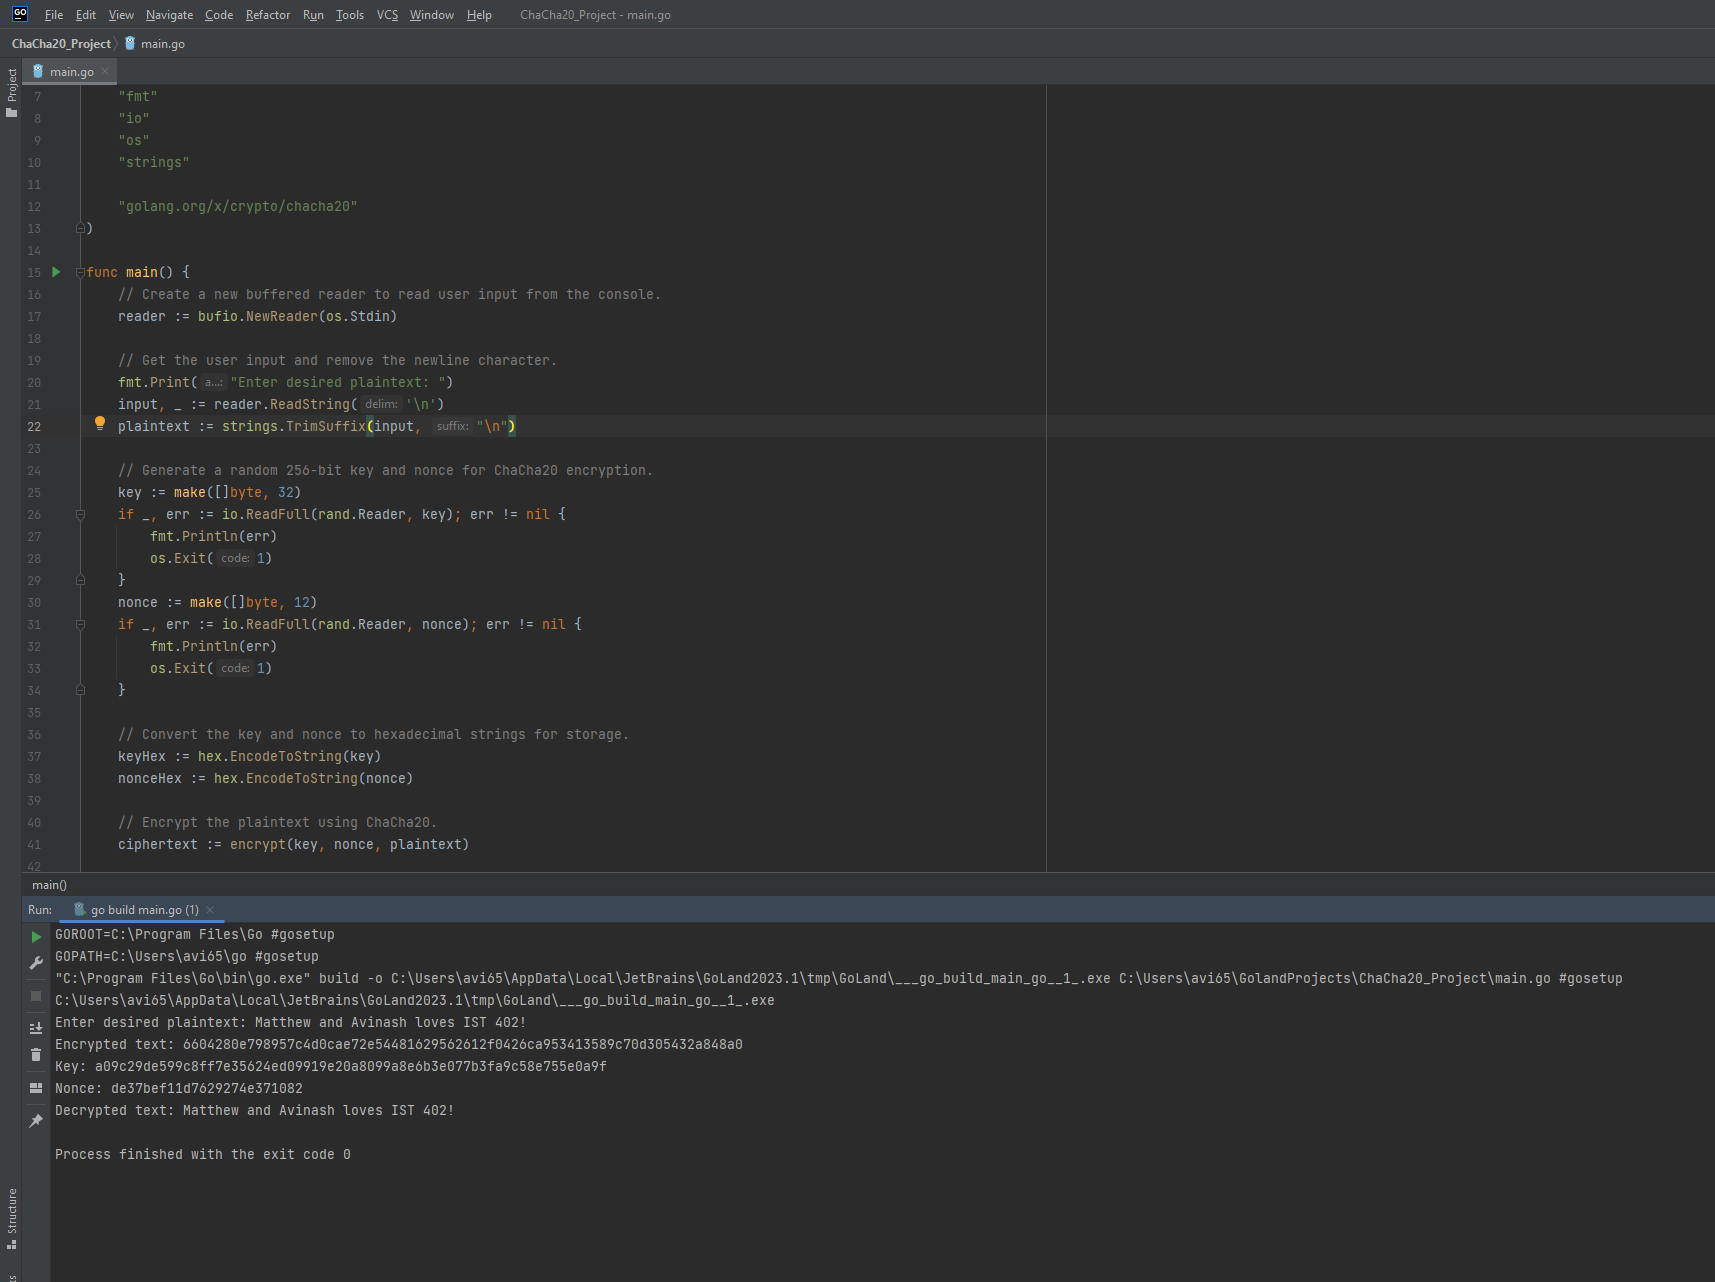 GO File Edit View Navigate Code Refactor Run Tools VCS Window Help ChaCha20_Project - main.go
ChaCha20_Project main.go
Project
main.go
7 "fmt"
8 "io"
9 "os"
10 "strings"
11
12 "golang.org/x/crypto/chacha20"
13 )
14
15 func main() {
16 // Create a new buffered reader to read user input from the console.
17 reader := bufio.NewReader(os.Stdin)
18
19 // Get the user input and remove the newline character.
20 fmt.Print( a...: "Enter desired plaintext: ")
21 input, _ := reader.ReadString( delim: '\n')
22 plaintext := strings.TrimSuffix(input, suffix: "\n")
23
24 // Generate a random 256-bit key and nonce for ChaCha20 encryption.
25 key := make([]byte, 32)
26 if _, err := io.ReadFull(rand.Reader, key); err != nil {
27 fmt.Println(err)
28 os.Exit( code: 1)
29 }
30 nonce := make([]byte, 12)
31 if _, err := io.ReadFull(rand.Reader, nonce); err != nil {
32 fmt.Println(err)
33 os.Exit( code: 1)
34 }
35
36 // Convert the key and nonce to hexadecimal strings for storage.
37 keyHex := hex.EncodeToString(key)
38 nonceHex := hex.EncodeToString(nonce)
39
40 // Encrypt the plaintext using ChaCha20.
41 ciphertext := encrypt(key, nonce, plaintext)
42
main()
Run: go build main.go (1)
GOROOT=C:\Program Files\Go #gosetup
GOPATH=C:\Users\avi65\go #gosetup
"C:\Program Files\Go\bin\go.exe" build -o C:\Users\avi65\AppData\Local\JetBrains\GoLand2023.1\tmp\GoLand\___go_build_main_go__1_.exe C:\Users\avi65\GolandProjects\ChaCha20_Project\main.go #gosetup
C:\Users\avi65\AppData\Local\JetBrains\GoLand2023.1\tmp\GoLand\___go_build_main_go__1_.exe
Enter desired plaintext: Matthew and Avinash loves IST 402!
Encrypted text: 6604280e798957c4d0cae72e54481629562612f0426ca953413589c70d305432a848a0
Key: a09c29de599c8ff7e35624ed09919e20a8099a8e6b3e077b3fa9c58e755e0a9f
Nonce: de37bef11d7629274e371082
Decrypted text: Matthew and Avinash loves IST 402!
Process finished with the exit code 0
Structure